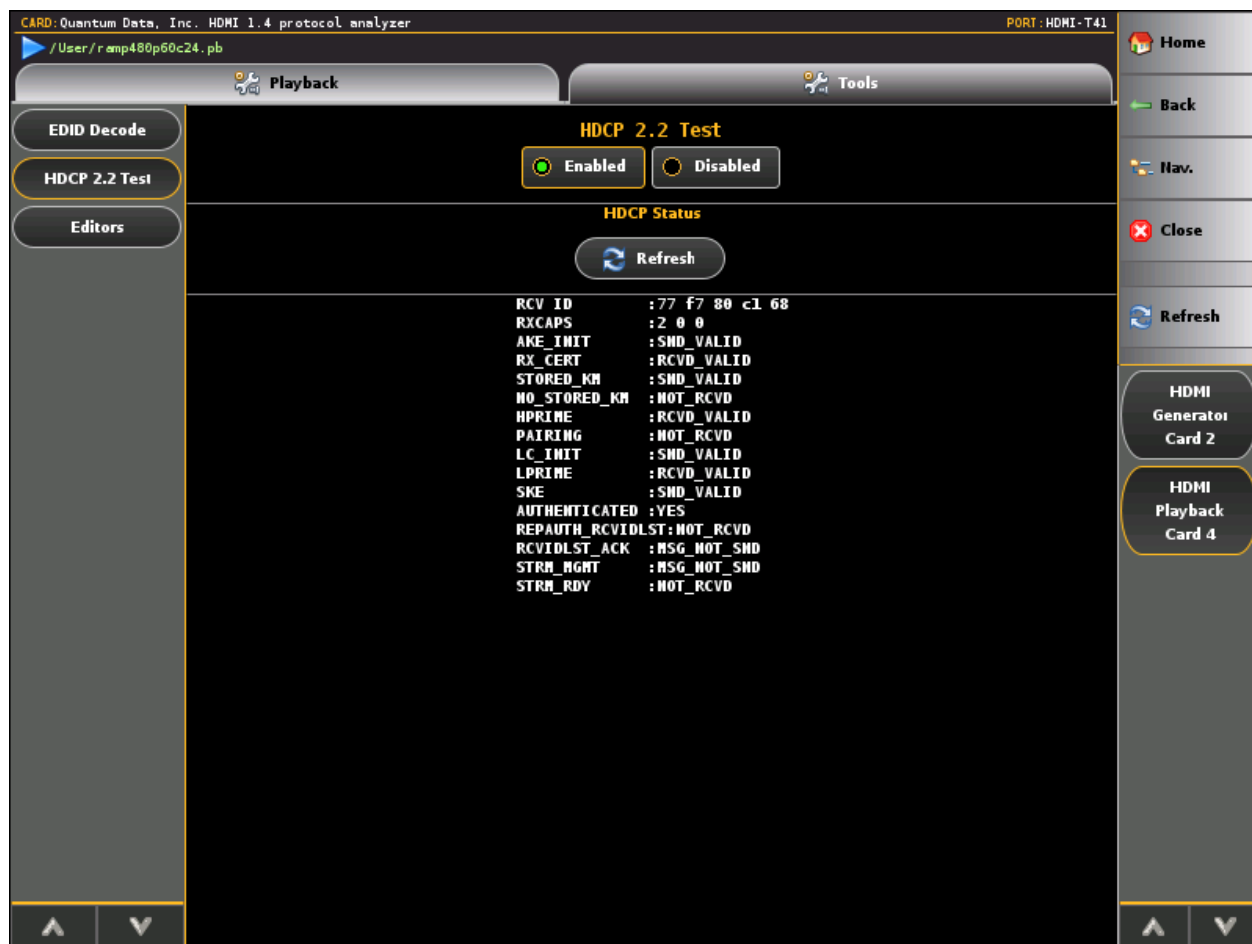 CARD:Quantum Data, Inc. HDMI 1.4 protocol analyzer PORT:HDMI-T41
/User/ramp480p60c24.pb
Playback Tools
EDID Decode
HDCP 2.2 Test
Editors
HDCP 2.2 Test
Enabled Disabled
HDCP Status
Refresh
RCV ID :77 f7 80 c1 68
RXCAPS :2 0 0
AKE_INIT :SND_VALID
RX_CERT :RCVD_VALID
STORED_KM :SND_VALID
NO_STORED_KM :NOT_RCVD
HPRIME :RCVD_VALID
PAIRING :NOT_RCVD
LC_INIT :SND_VALID
LPRIME :RCVD_VALID
SKE :SND_VALID
AUTHENTICATED :YES
REPAUTH_RCVIDLST:NOT_RCVD
RCVIDLST_ACK :MSG_NOT_SND
STRM_MGMT :MSG_NOT_SND
STRM_RDY :NOT_RCVD
Home
Back
Nav.
Close
Refresh
HDMI
Generator
Card 2
HDMI
Playback
Card 4